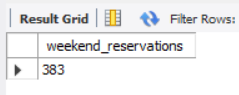 Result Grid Filter Rows:
weekend_reservations
383